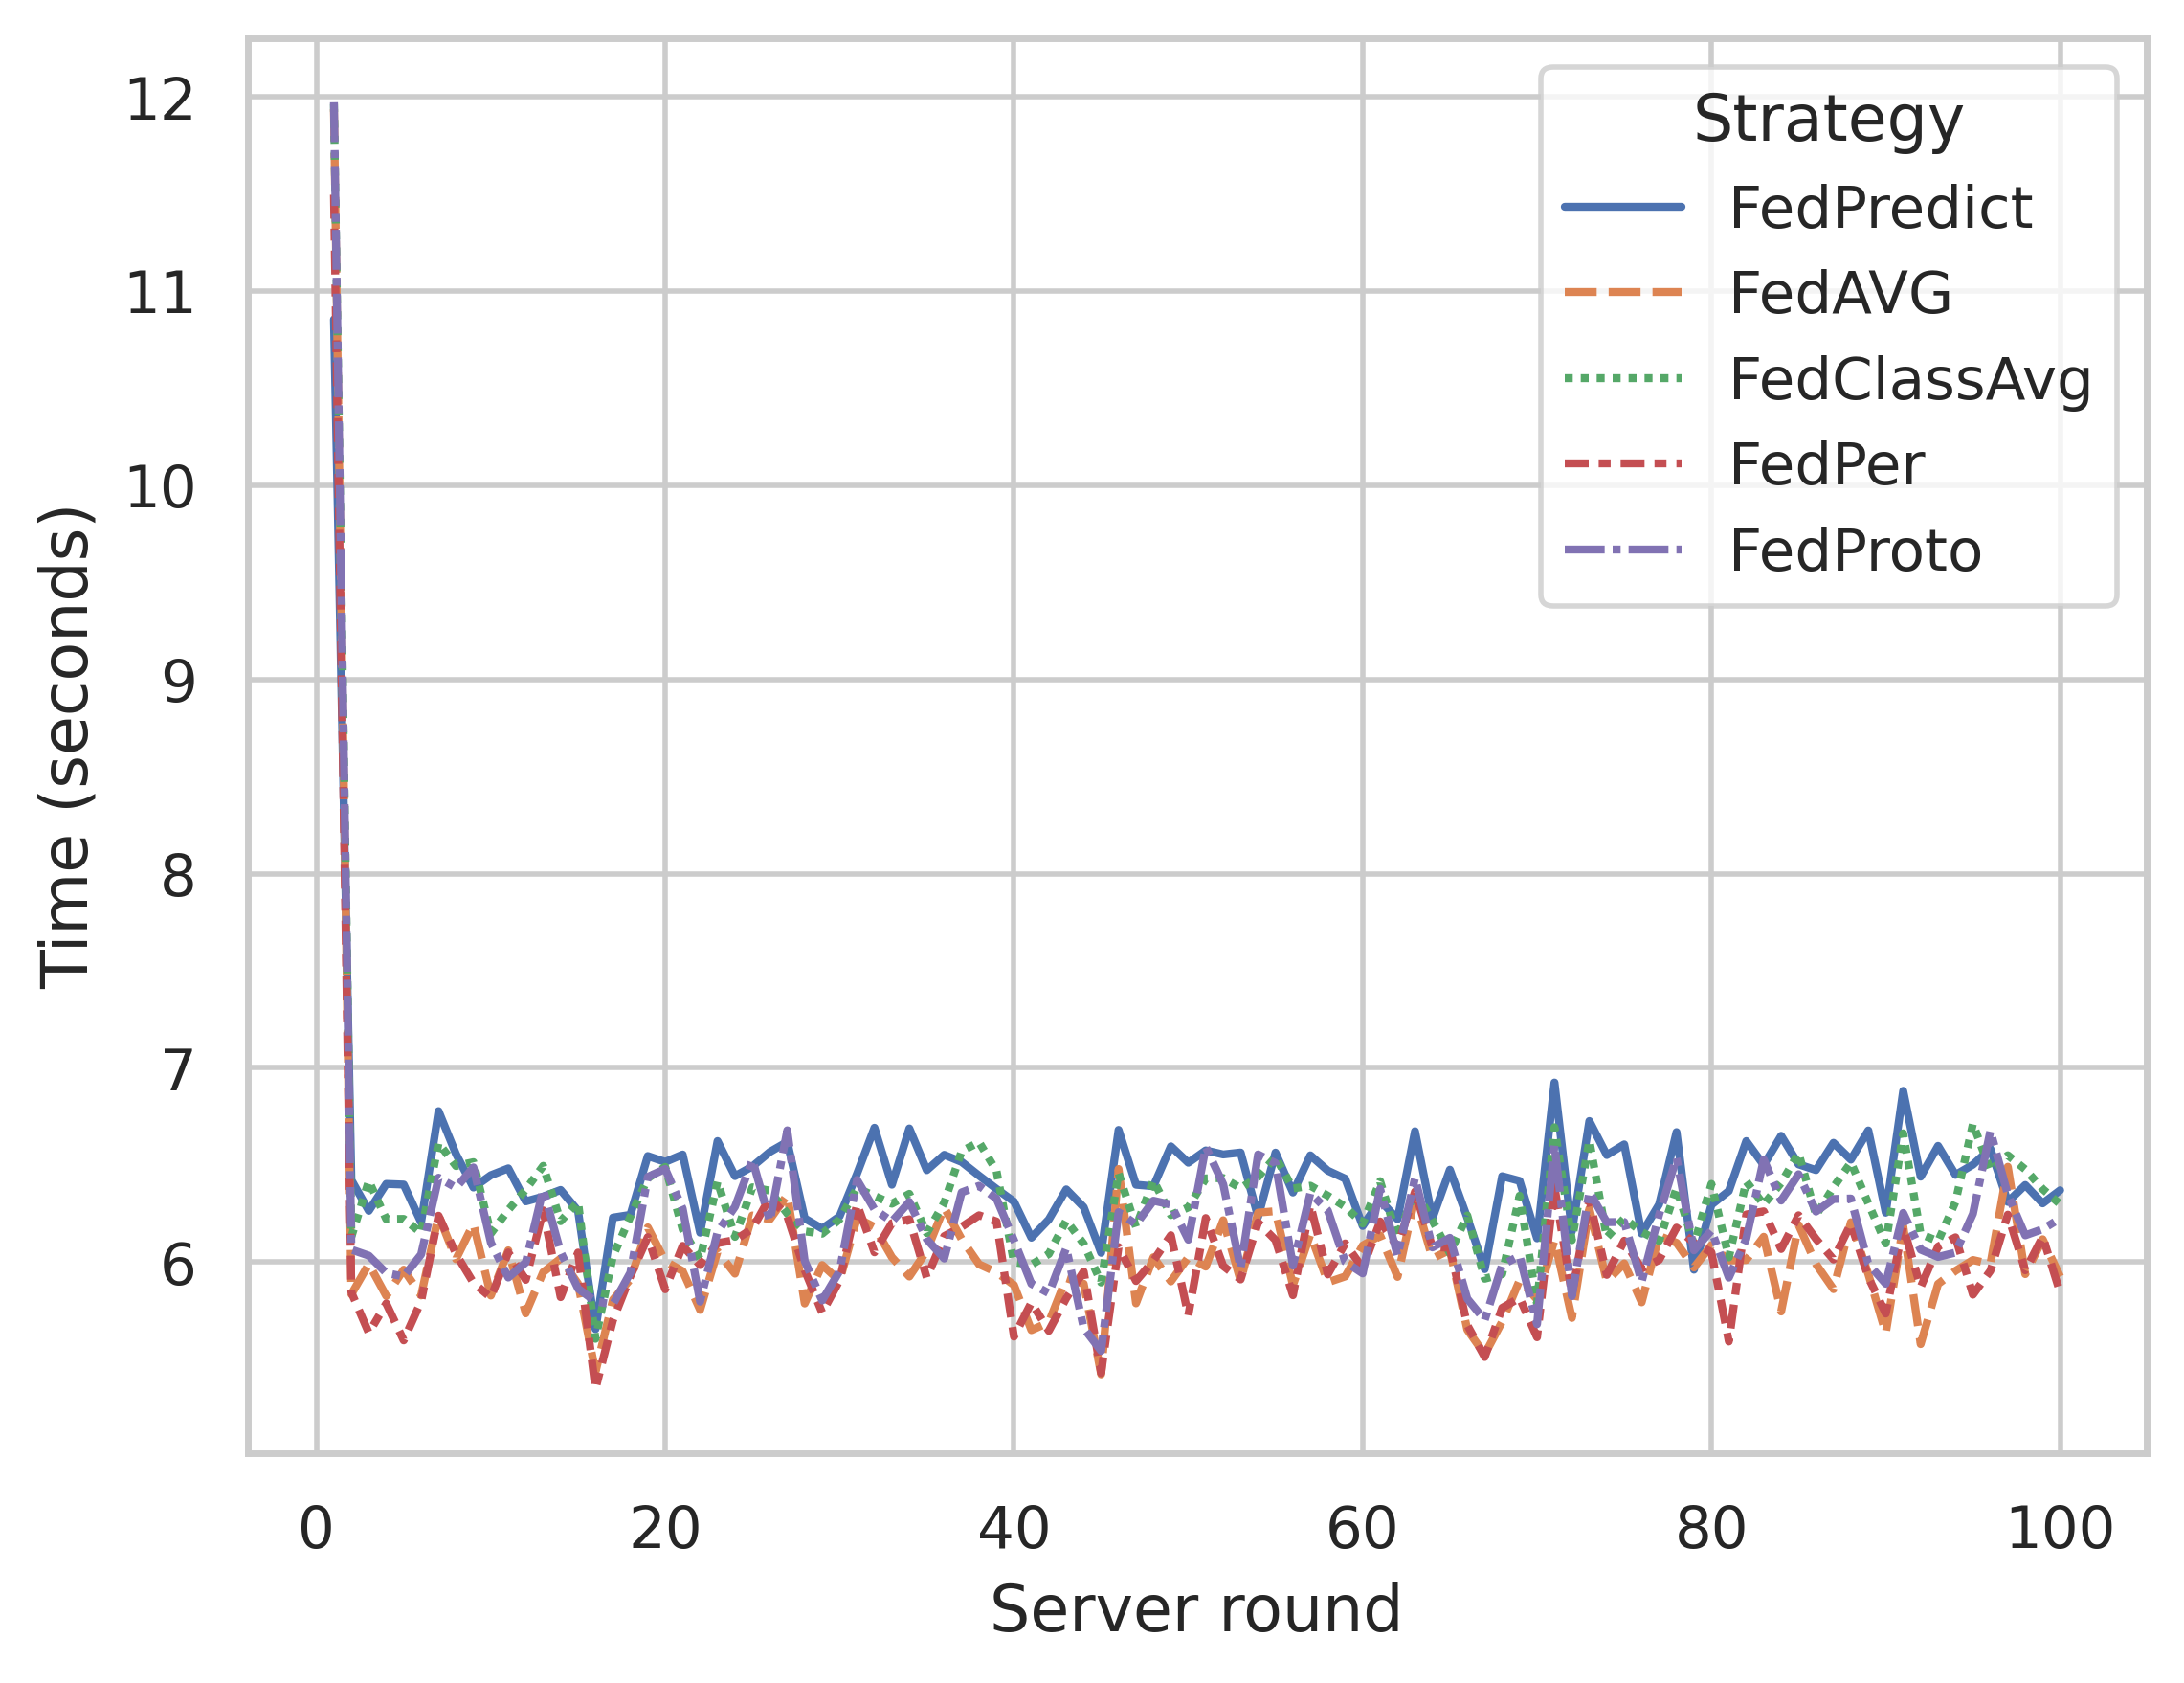 Strategy
FedPredict
FedAVG
FedClassAvg
FedPer
FedProto
Time (seconds)
12
11
10
9
8
7
6
0 20 40 60 80 100
Server round